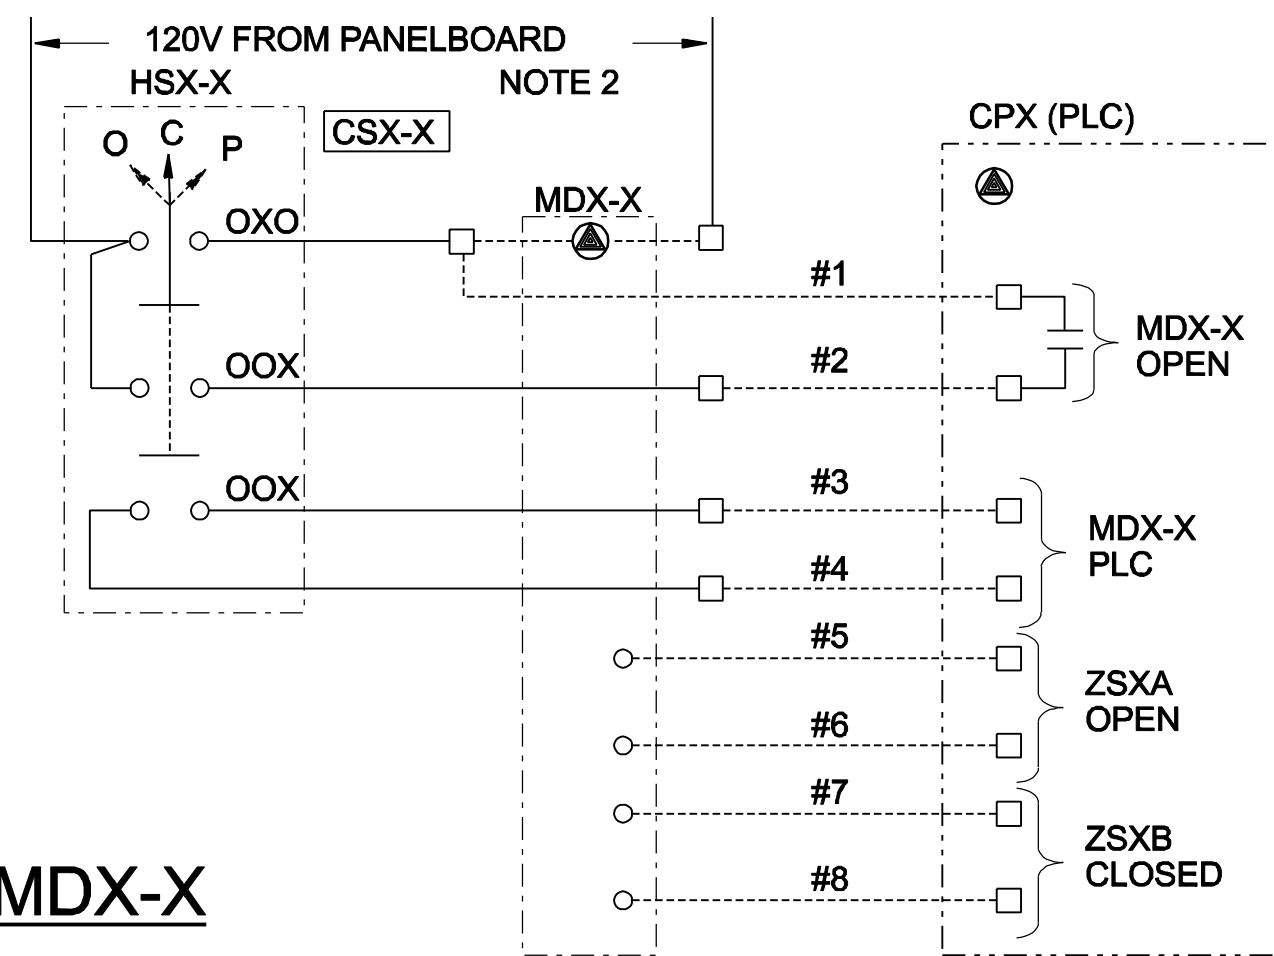 120V FROM PANELBOARD
HSX-X
NOTE 2
CSX-X
CPX (PLC)
O
C
P
MDX-X
OXO
#1
MDX-X
OPEN
OOX
#2
OOX
#3
MDX-X
PLC
#4
#5
ZSXA
OPEN
#6
#7
ZSXB
CLOSED
#8
MDX-X